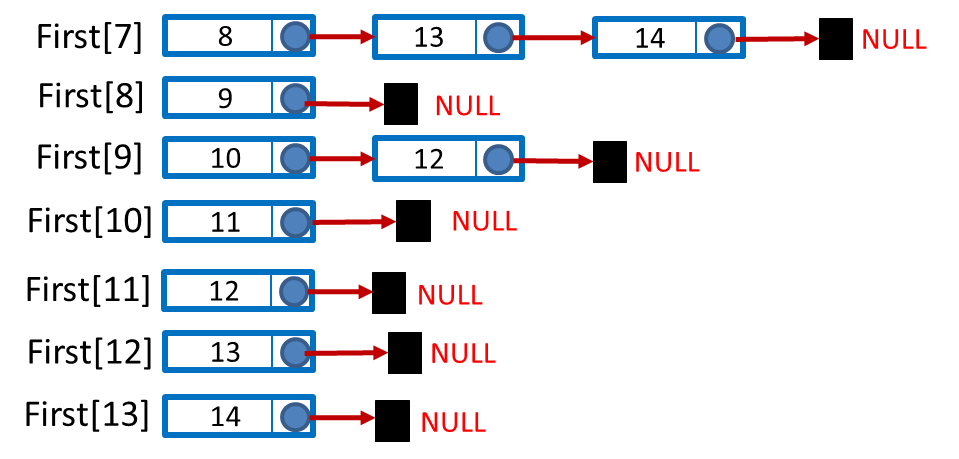 First[7] 8 13 14 NULL
First[8] 9 NULL
First[9] 10 12 NULL
First[10] 11 NULL
First[11] 12 NULL
First[12] 13 NULL
First[13] 14 NULL